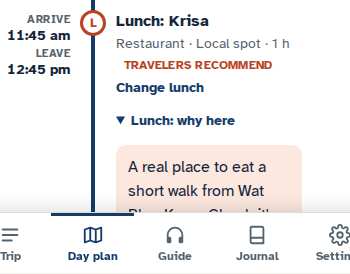 ARRIVE
11:45 am
LEAVE
12:45 pm
L
Lunch: Krisa
Restaurant · Local spot · 1 h
TRAVELERS RECOMMEND
Change lunch
▼ Lunch: why here
A real place to eat a
short walk from Wat
Trip
Day plan
Guide
Journal
Settin